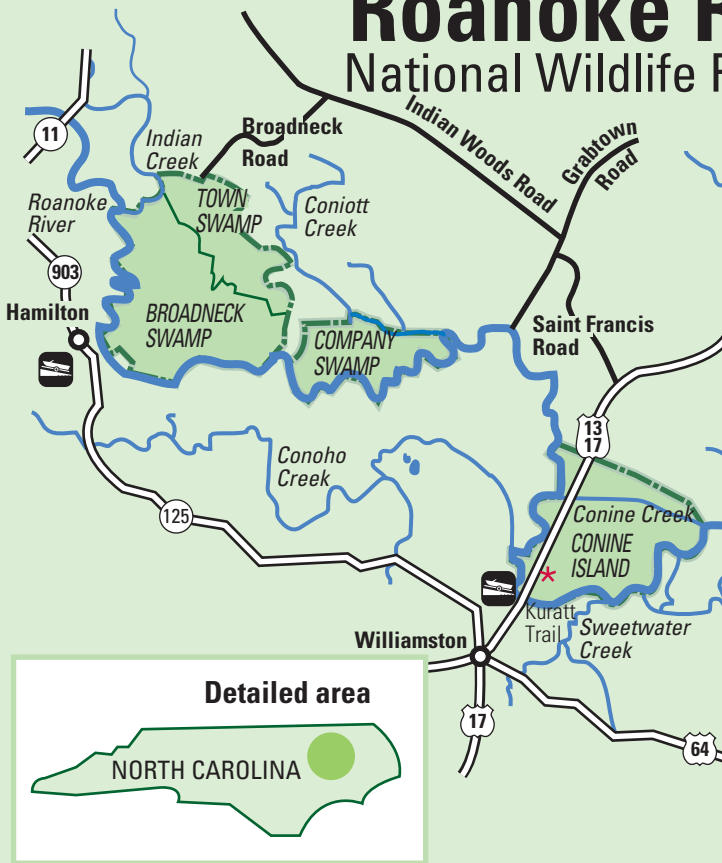 Roanoke R
National Wildlife R
11
Indian
Creek
Broadneck
Road
Indian Woods Road
Grabtown
Road
Roanoke
River
TOWN
SWAMP
Coniott
Creek
903
Hamilton
BROADNECK
SWAMP
COMPANY
SWAMP
Saint Francis
Road
13
17
Conoho
Creek
125
Conine Creek
CONINE
ISLAND
*
Kuratt
Trail
Sweetwater
Creek
Williamston
17
64
Detailed area
NORTH CAROLINA